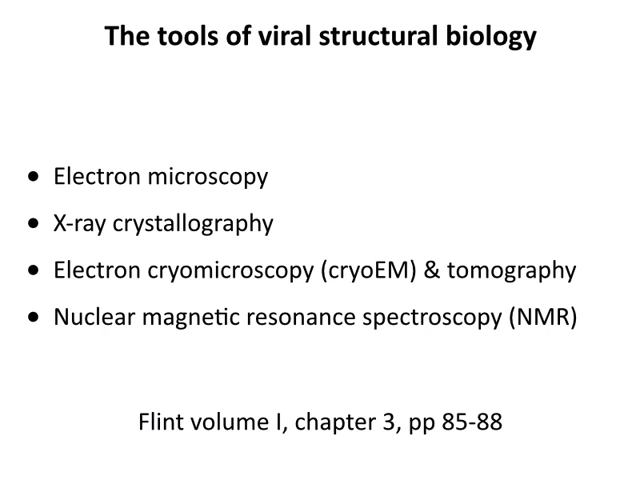 The tools of viral structural biology
• Electron microscopy
• X-ray crystallography
• Electron cryomicroscopy (cryoEM) & tomography
• Nuclear magnetic resonance spectroscopy (NMR)
Flint volume I, chapter 3, pp 85-88